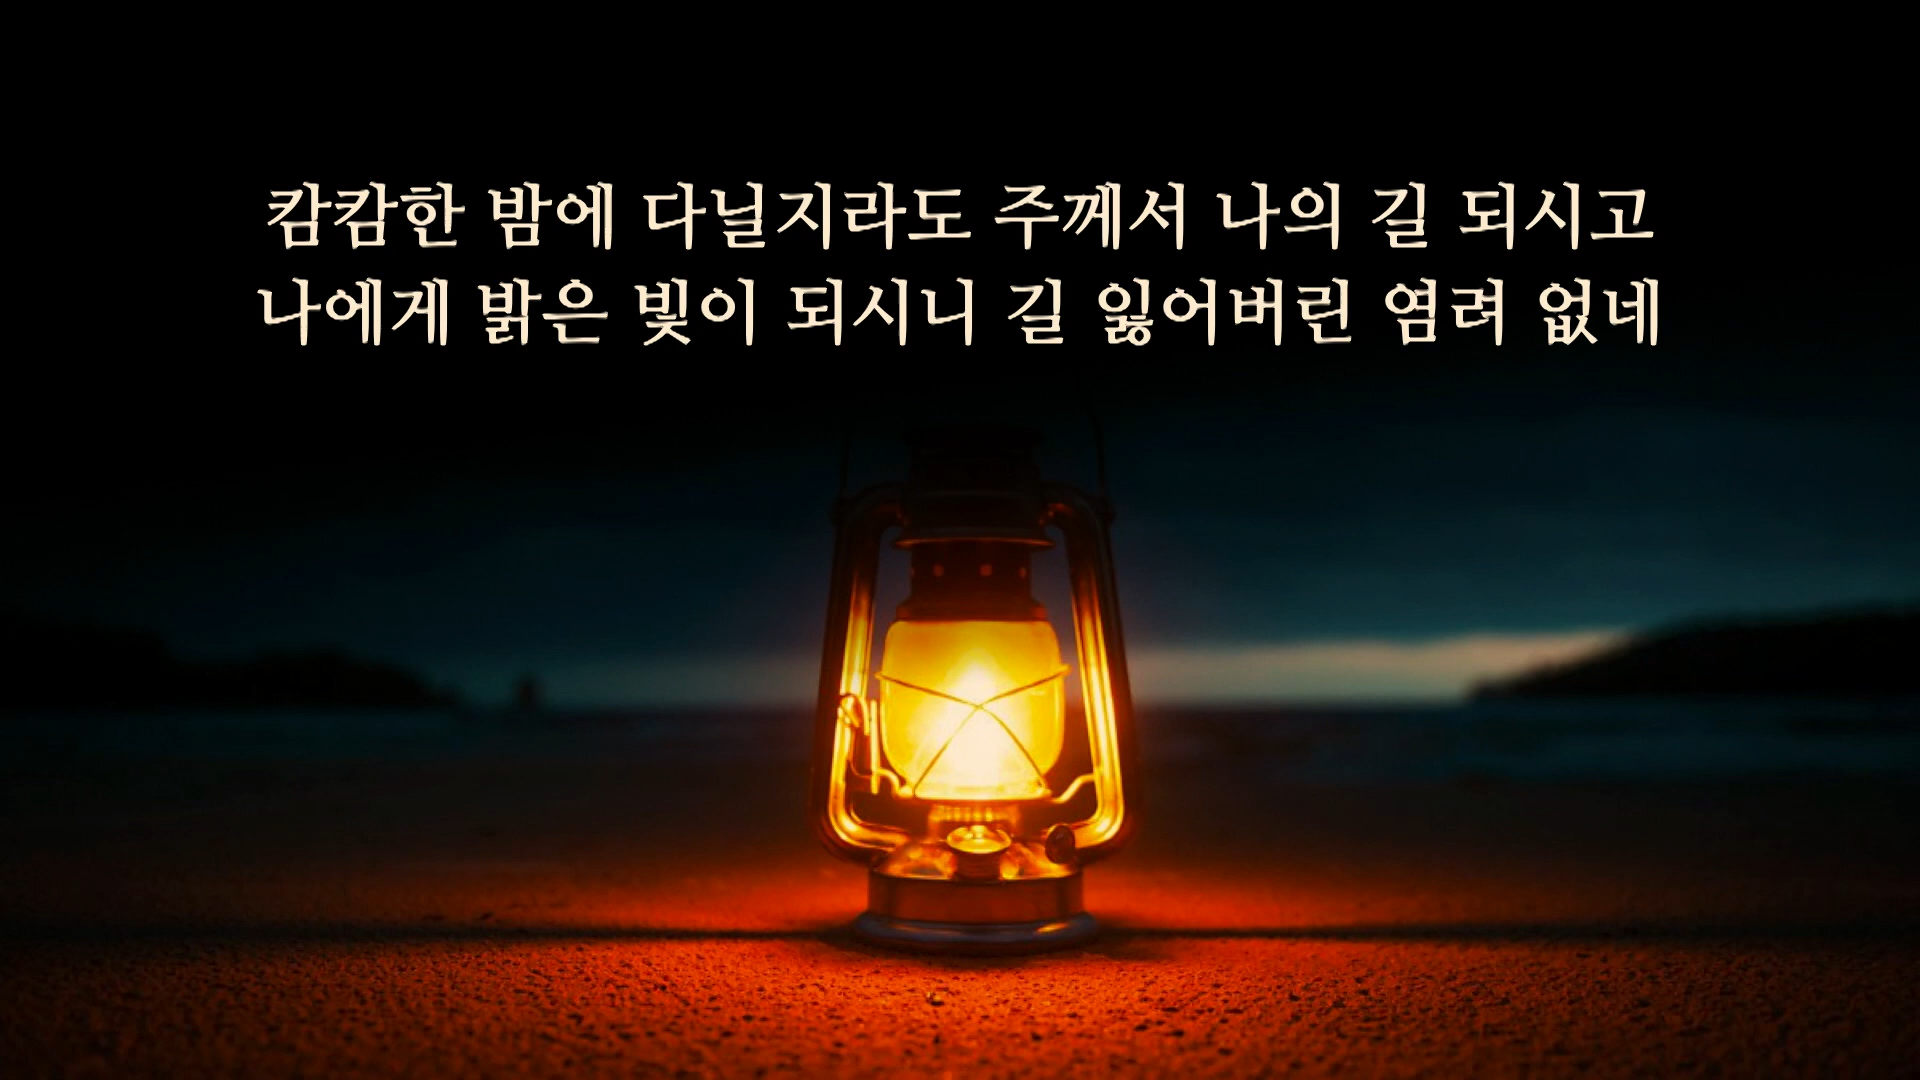 캄캄한 밤에 다닐지라도 주께서 나의 길 되시고
나에게 밝은 빛이 되시니 길 잃어버린 염려 없네